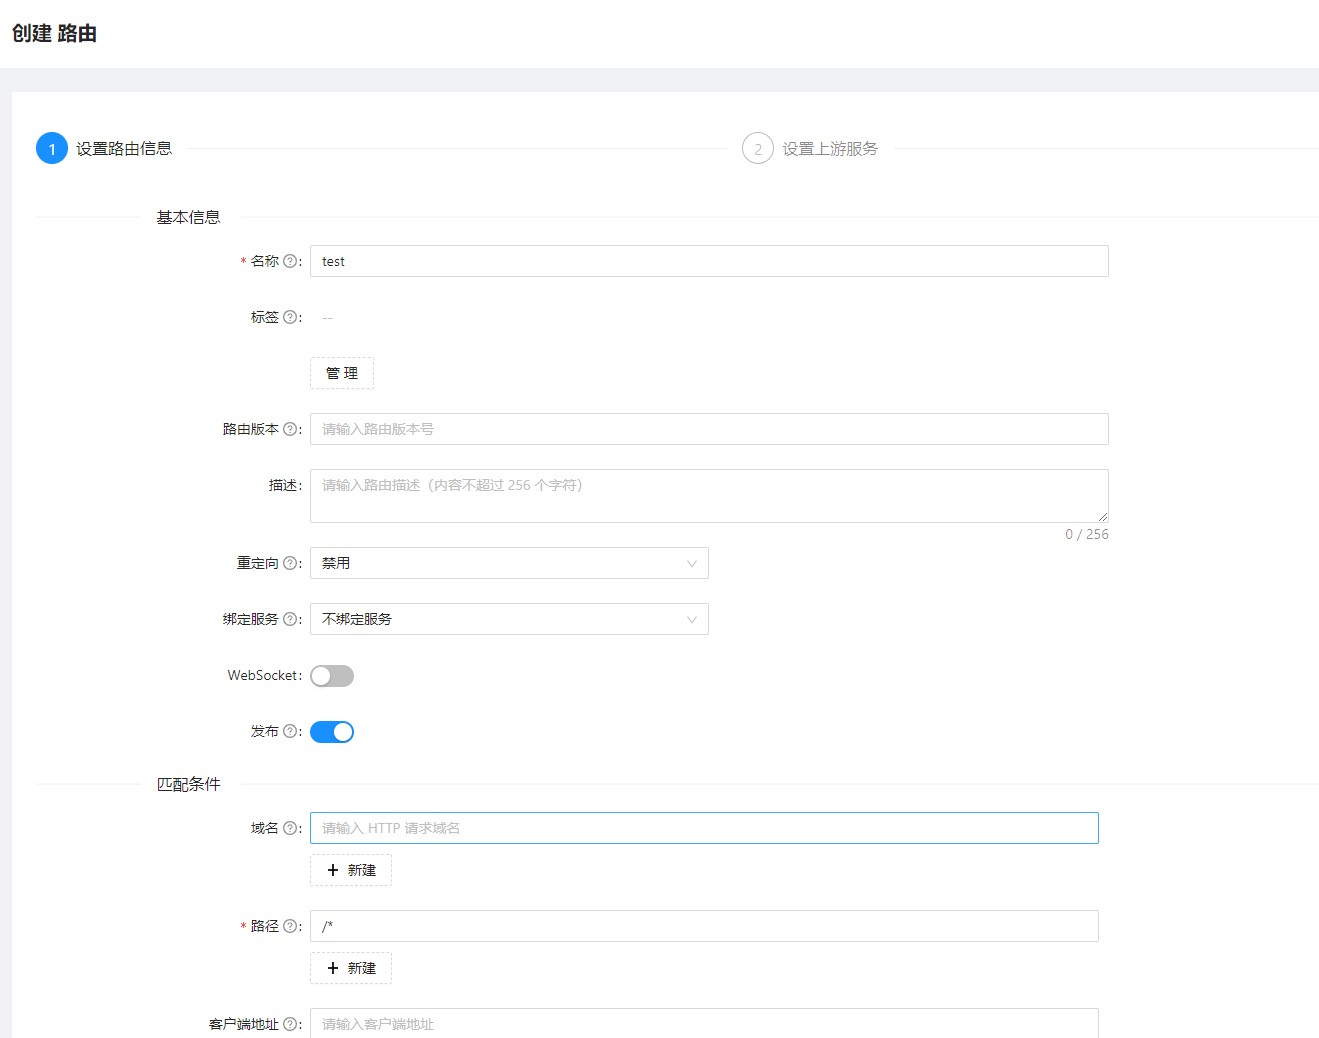 创建 路由
1 设置路由信息
2 设置上游服务
基本信息
* 名称 ? : test
标签 ? : --
管 理
路由版本 ? : 请输入路由版本号
描述: 请输入路由描述（内容不超过 256 个字符）
0 / 256
重定向 ? : 禁用
绑定服务 ? : 不绑定服务
WebSocket:
发布 ? :
匹配条件
域名 ? : 请输入 HTTP 请求域名
+ 新建
* 路径 ? : /*
+ 新建
客户端地址 ? : 请输入客户端地址